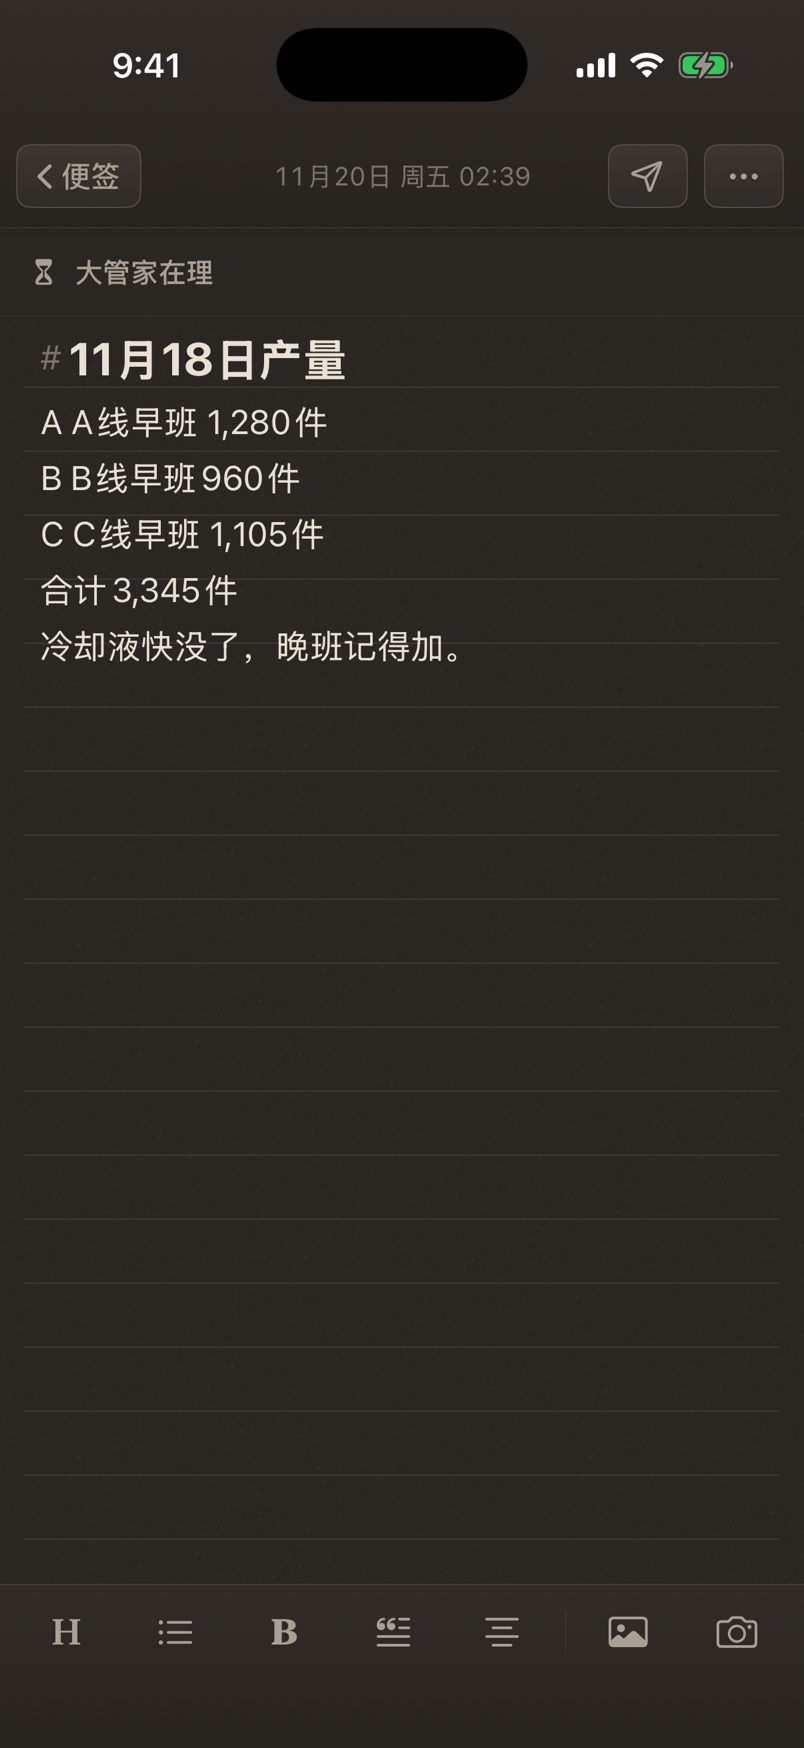 9:41
便签
11月20日 周五 02:39
大管家在理
# 11月18日产量
A A线早班 1,280件
B B线早班 960件
C C线早班 1,105件
合计 3,345件
冷却液快没了，晚班记得加。
H
B